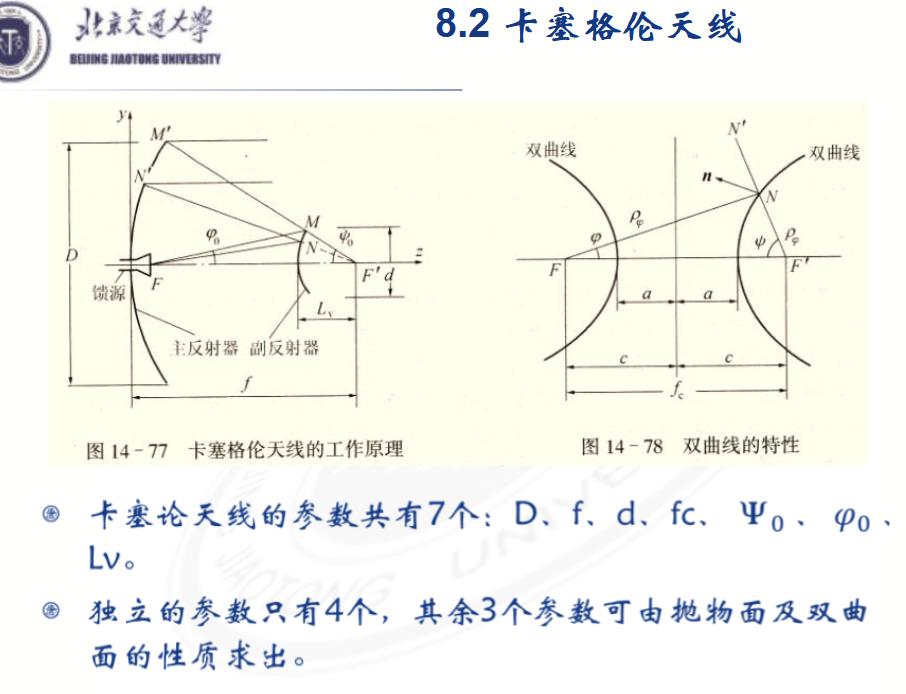 北京交通大学
BEIJING JIAOTONG UNIVERSITY
8.2 卡塞格伦天线
y
M'
N'
D
φ₀
M
N
ψ₀
z
F
F'
d
馈源
Lᵥ
主反射器 副反射器
f
图 14-77 卡塞格伦天线的工作原理
双曲线
N'
双曲线
n
N
ρφ
φ
ψ
ρφ
F
F'
a
a
c
c
fc
图 14-78 双曲线的特性
卡塞论天线的参数共有7个：D、f、d、fc、 Ψ₀ 、 φ₀ 、
Lv。
独立的参数只有4个，其余3个参数可由抛物面及双曲
面的性质求出。